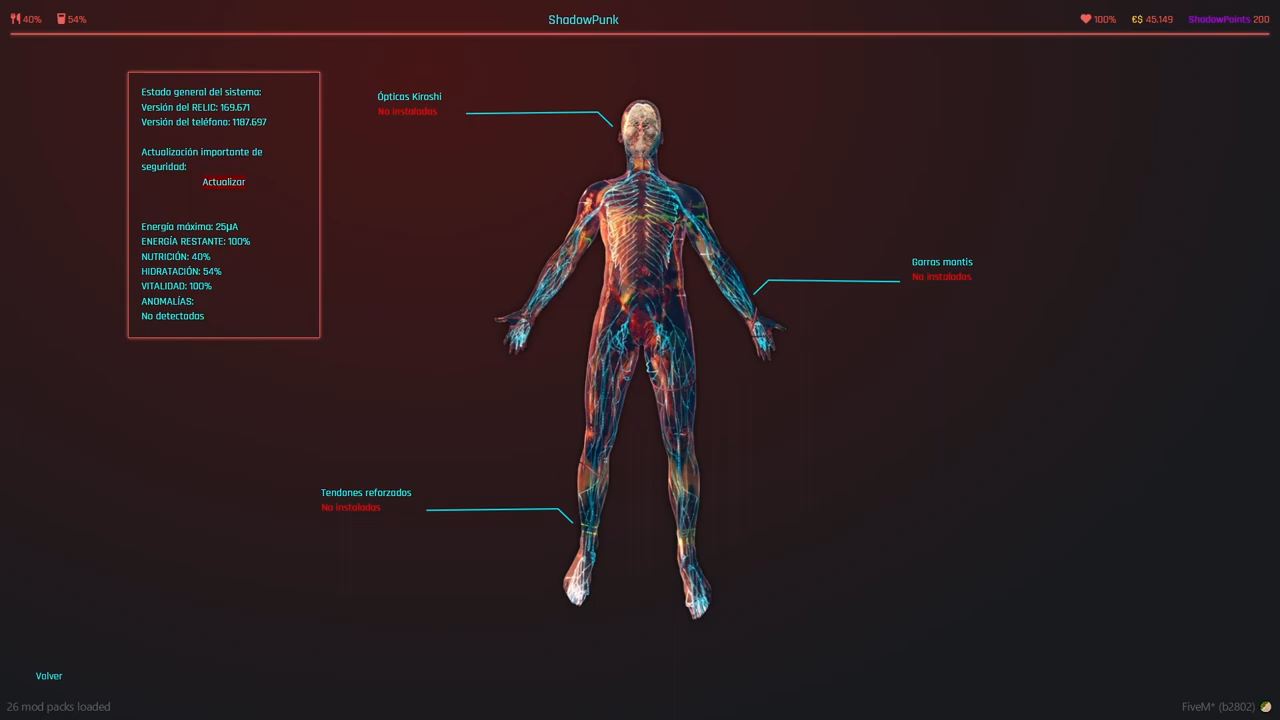 40% 54% ShadowPunk 100% €$ 45.149 ShadowPoints 200
Estado general del sistema:
Versión del RELIC: 169.671
Versión del teléfono: 1187.697
Actualización importante de
seguridad:
Actualizar
Energía máxima: 25µA
ENERGÍA RESTANTE: 100%
NUTRICIÓN: 40%
HIDRATACIÓN: 54%
VITALIDAD: 100%
ANOMALÍAS:
No detectadas
Ópticas Kiroshi
No instaladas
Garras mantis
No instaladas
Tendones reforzados
No instalados
Volver
26 mod packs loaded
FiveM* (b2802)